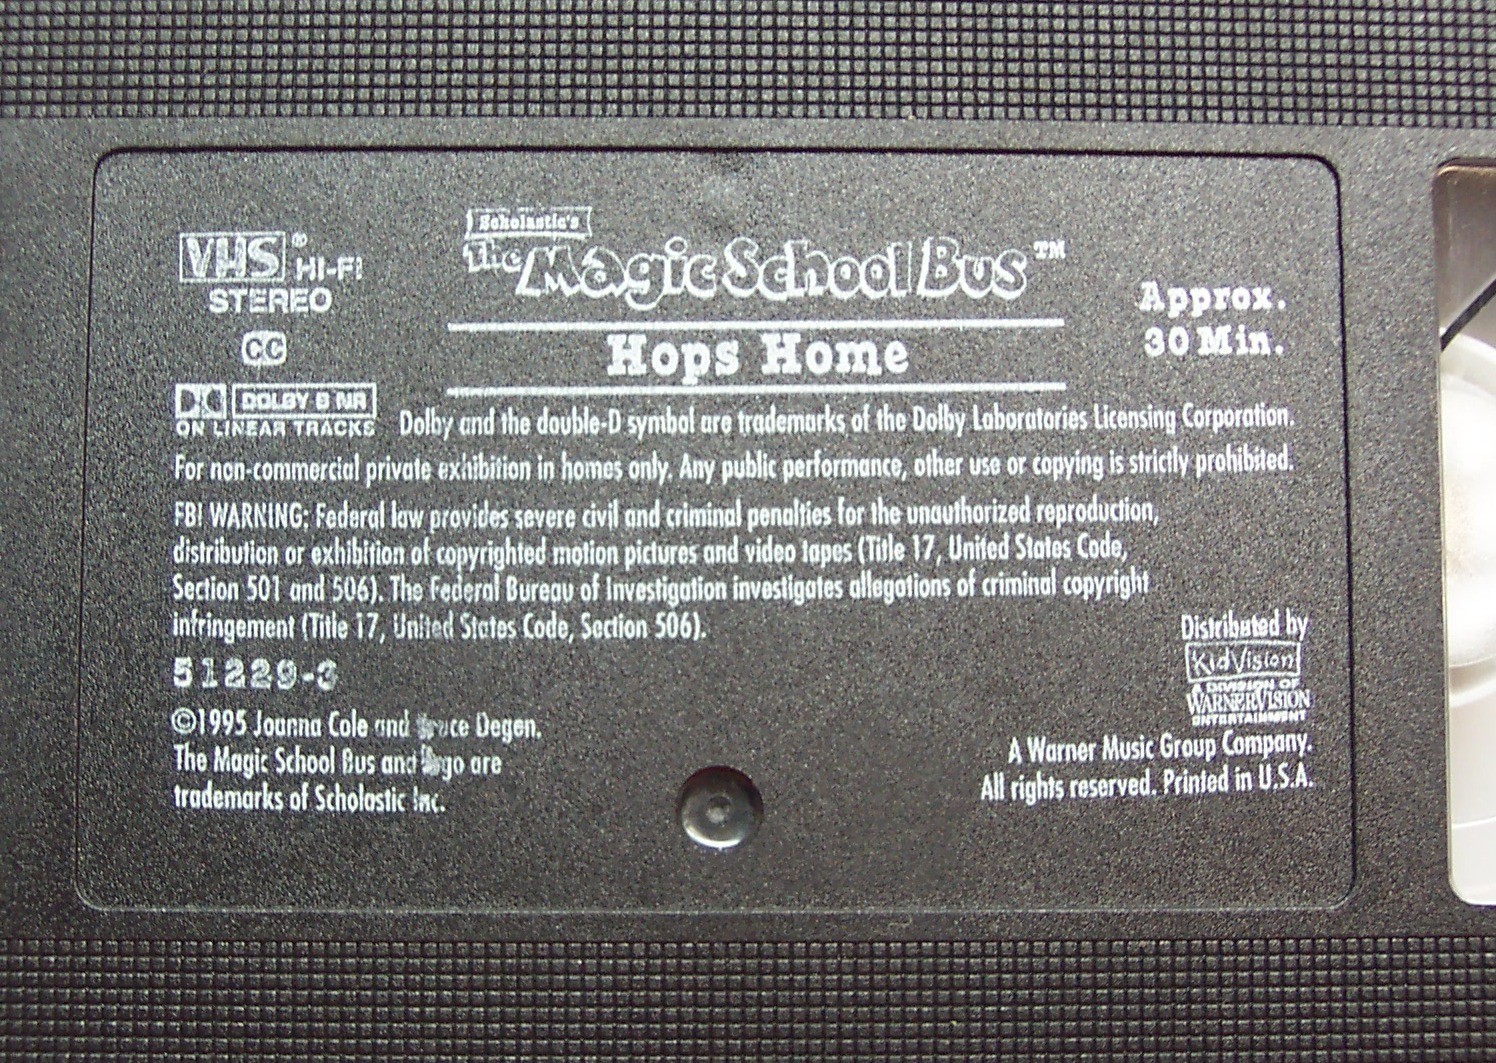 VHS® HI-FI
STEREO
CC
DOLBY B NR
ON LINEAR TRACKS
Scholastic's
The Magic School Bus™
Hops Home
Approx.
30 Min.
Dolby and the double-D symbol are trademarks of the Dolby Laboratories Licensing Corporation.
For non-commercial private exhibition in homes only. Any public performance, other use or copying is strictly prohibited.
FBI WARNING: Federal law provides severe civil and criminal penalties for the unauthorized reproduction,
distribution or exhibition of copyrighted motion pictures and video tapes (Title 17, United States Code,
Section 501 and 506). The Federal Bureau of Investigation investigates allegations of criminal copyright
infringement (Title 17, United States Code, Section 506).
51229-3
©1995 Joanna Cole and Bruce Degen.
The Magic School Bus and are
trademarks of Scholastic Inc.
Distributed by
KidVision
A DIVISION OF
WARNERVISION
ENTERTAINMENT
A Warner Music Group Company.
All rights reserved. Printed in U.S.A.